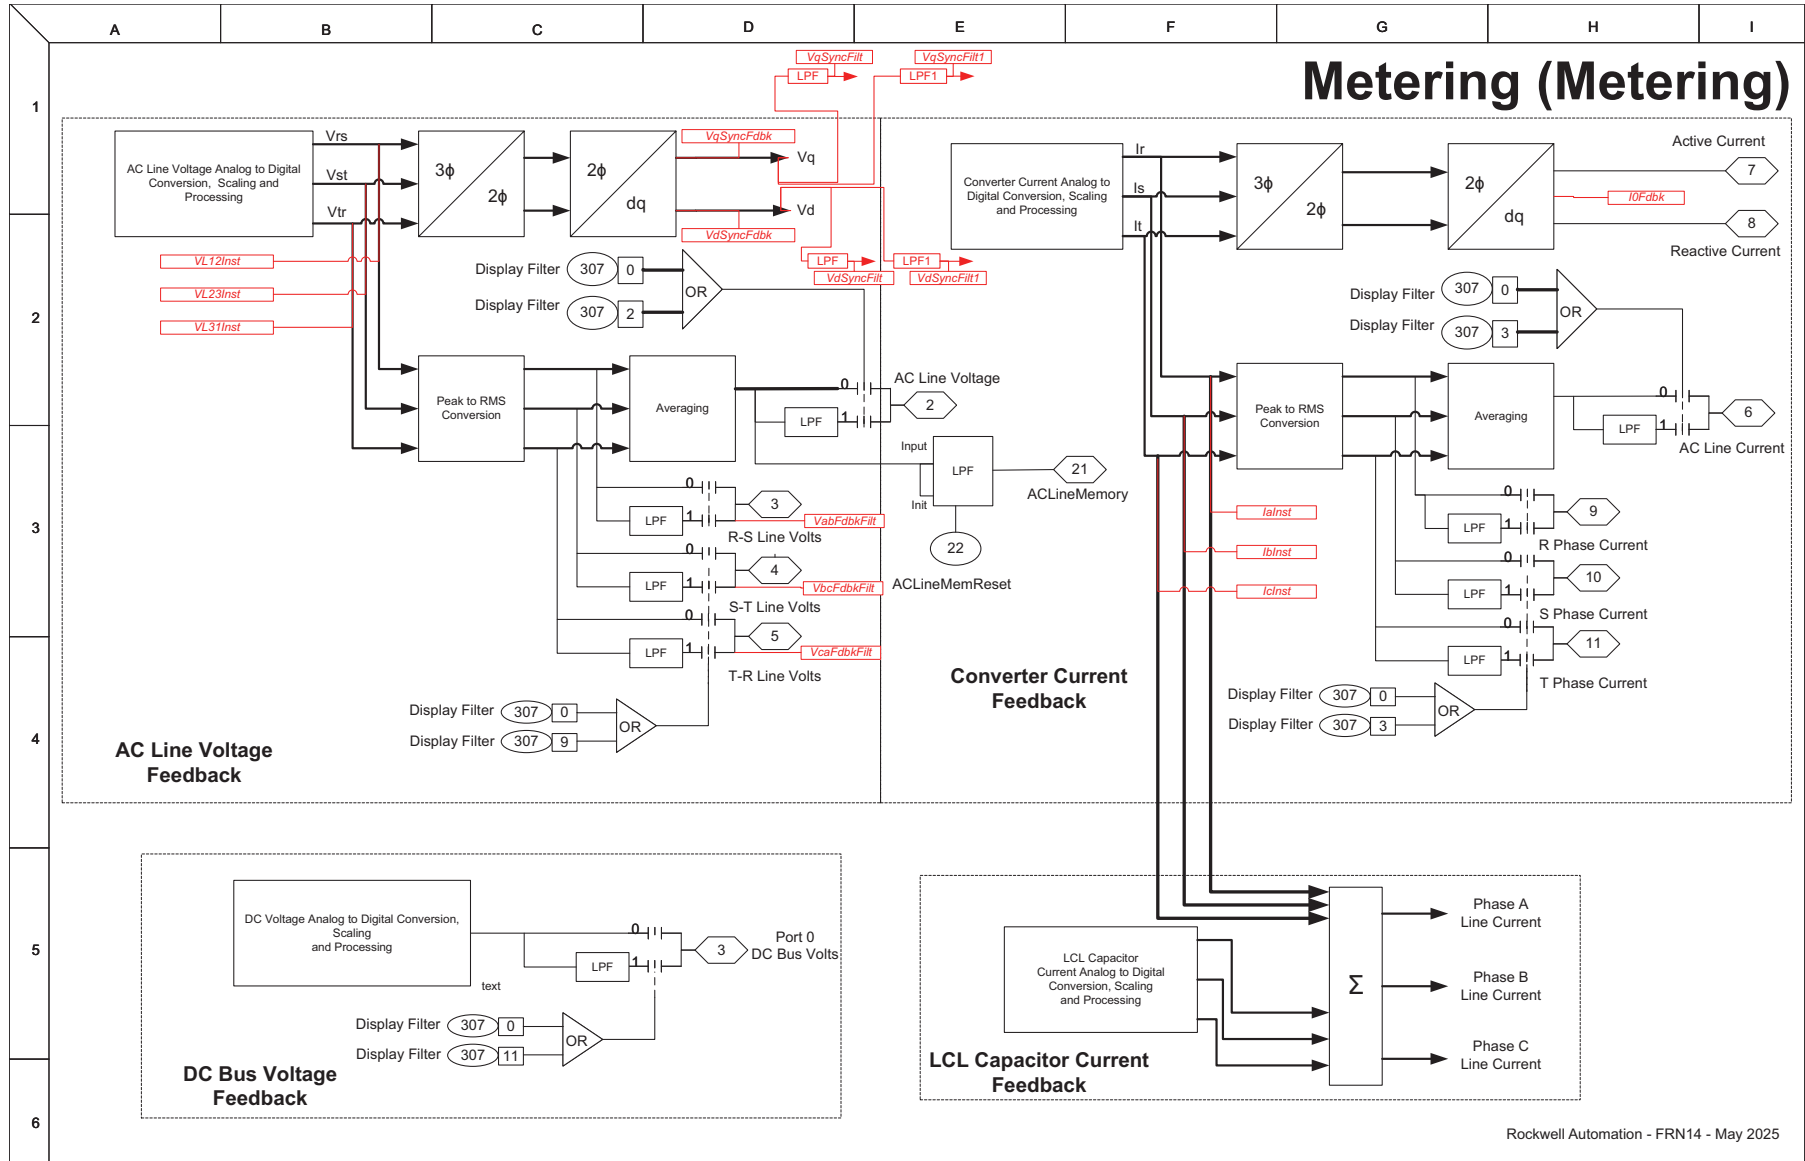 A
B
C
D
E
F
G
H
I
1
2
3
4
5
6
Metering (Metering)
VqSyncFilt
LPF
VqSyncFilt1
LPF1
AC Line Voltage Analog to Digital
Conversion, Scaling and
Processing
Vrs
Vst
Vtr
3ϕ
2ϕ
2ϕ
dq
VqSyncFdbk
Vq
Vd
VdSyncFdbk
LPF
VdSyncFilt
LPF1
VdSyncFilt1
VL12Inst
VL23Inst
VL31Inst
Display Filter
307
0
Display Filter
307
2
OR
Peak to RMS
Conversion
Averaging
0
LPF
1
AC Line Voltage
2
Input
LPF
Init
21
ACLineMemory
22
ACLineMemReset
0
LPF
1
3
VabFdbkFilt
R-S Line Volts
0
LPF
1
4
VbcFdbkFilt
S-T Line Volts
0
LPF
1
5
VcaFdbkFilt
T-R Line Volts
Display Filter
307
0
Display Filter
307
9
OR
AC Line Voltage
Feedback
Converter Current Analog to
Digital Conversion, Scaling
and Processing
Ir
Is
It
3ϕ
2ϕ
2ϕ
dq
Active Current
7
I0Fdbk
8
Reactive Current
Display Filter
307
0
Display Filter
307
3
OR
Peak to RMS
Conversion
Averaging
0
LPF
1
6
AC Line Current
IaInst
IbInst
IcInst
0
LPF
1
9
R Phase Current
0
LPF
1
10
S Phase Current
0
LPF
1
11
T Phase Current
Display Filter
307
0
Display Filter
307
3
OR
Converter Current
Feedback
DC Voltage Analog to Digital Conversion,
Scaling
and Processing
text
0
LPF
1
3
Port 0
DC Bus Volts
Display Filter
307
0
Display Filter
307
11
OR
DC Bus Voltage
Feedback
LCL Capacitor
Current Analog to Digital
Conversion, Scaling
and Processing
Σ
Phase A
Line Current
Phase B
Line Current
Phase C
Line Current
LCL Capacitor Current
Feedback
Rockwell Automation - FRN14 - May 2025